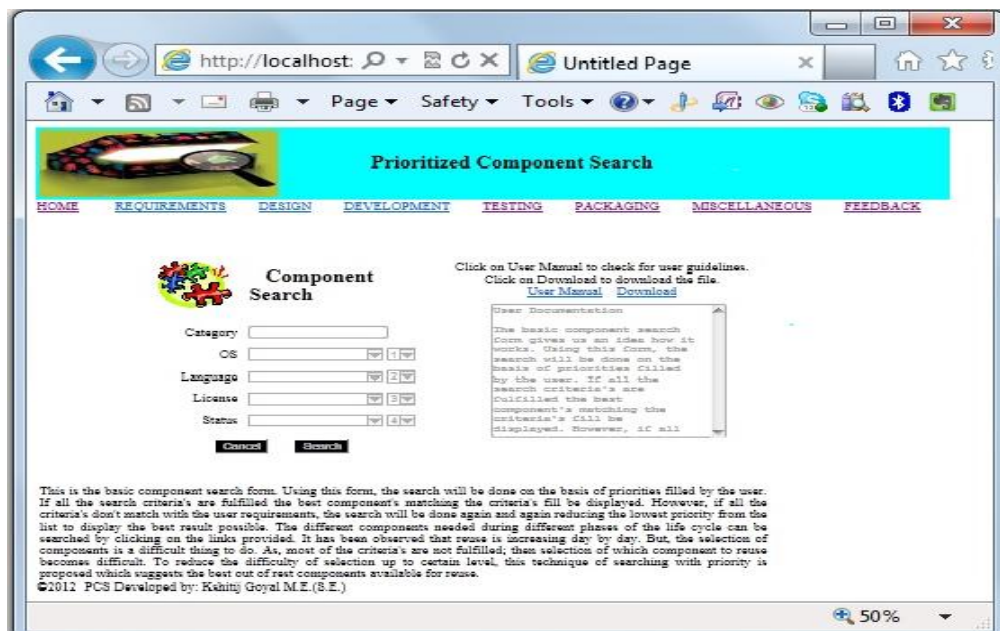 http://localhost:
Untitled Page
Page
Safety
Tools
Prioritized Component Search
HOME REQUIREMENTS DESIGN DEVELOPMENT TESTING PACKAGING MISCELLANEOUS FEEDBACK
Component
Search
Category
OS 1
Language 2
License 3
Status 4
Cancel Search
Click on User Manual to check for user guidelines.
Click on Download to download the file.
User Manual Download
User Documentation
The basic component search
form gives us an idea how it
works. Using this form, the
search will be done on the
basis of priorities filled
by the user. If all the
search criteria's are
fulfilled the best
component's matching the
criteria's fill be
displayed. However, if all
This is the basic component search form. Using this form, the search will be done on the basis of priorities filled by the user.
If all the search criteria's are fulfilled the best component's matching the criteria's fill be displayed. However, if all the
criteria's don't match with the user requirements, the search will be done again and again reducing the lowest priority from the
list to display the best result possible. The different components needed during different phases of the life cycle can be
searched by clicking on the links provided. It has been observed that reuse is increasing day by day. But, the selection of
components is a difficult thing to do. As, most of the criteria's are not fulfilled; then selection of which component to reuse
becomes difficult. To reduce the difficulty of selection up to certain level, this technique of searching with priority is
proposed which suggests the best out of rest components available for reuse.
©2012 PCS Developed by: Kshitij Goyal M.E.(S.E.)
50%